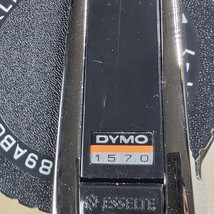 DYMO
1570
ESSELTE
89ABC